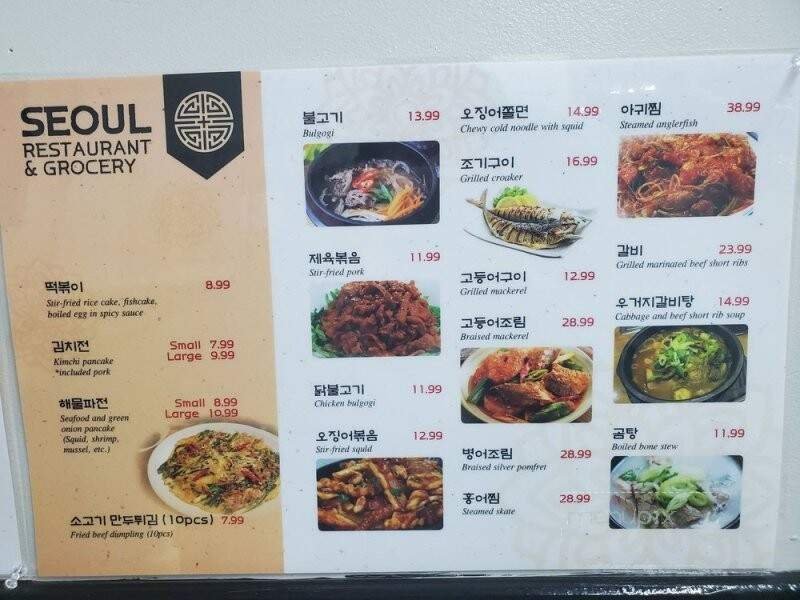 SEOUL
RESTAURANT
& GROCERY
떡볶이 8.99
Stir-fried rice cake, fishcake,
boiled egg in spicy sauce
김치전 Small 7.99
Large 9.99
Kimchi pancake
*included pork
해물파전 Small 8.99
Large 10.99
Seafood and green
onion pancake
(Squid, shrimp,
mussel, etc.)
소고기 만두튀김 (10pcs) 7.99
Fried beef dumpling (10pcs)
불고기 13.99
Bulgogi
제육볶음 11.99
Stir-fried pork
닭불고기 11.99
Chicken bulgogi
오징어볶음 12.99
Stir-fried squid
오징어쫄면 14.99
Chewy cold noodle with squid
조기구이 16.99
Grilled croaker
고등어구이 12.99
Grilled mackerel
고등어조림 28.99
Braised mackerel
병어조림 28.99
Braised silver pomfret
홍어찜 28.99
Steamed skate
아귀찜 38.99
Steamed anglerfish
갈비 23.99
Grilled marinated beef short ribs
우거지갈비탕 14.99
Cabbage and beef short rib soup
곰탕 11.99
Boiled bone stew